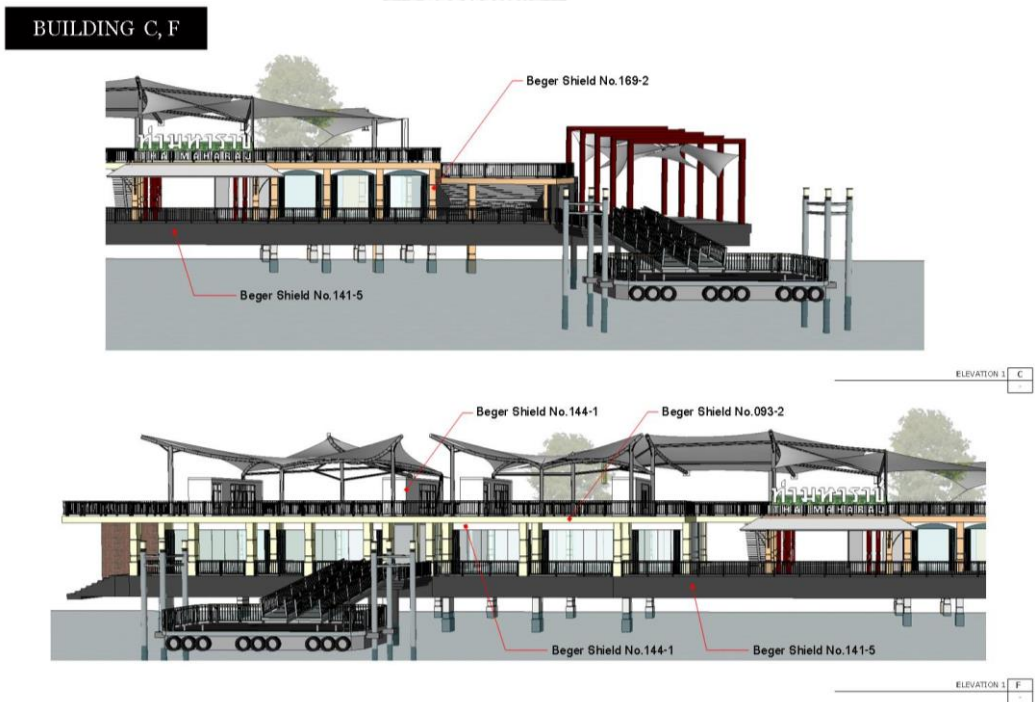 BUILDING C, F
Beger Shield No.169-2
ท่ามหาราช
THA MAHARAJ
Beger Shield No.141-5
ELEVATION 1 C
Beger Shield No.144-1
Beger Shield No.093-2
ท่ามหาราช
THA MAHARAJ
Beger Shield No.144-1
Beger Shield No.141-5
ELEVATION 1 F